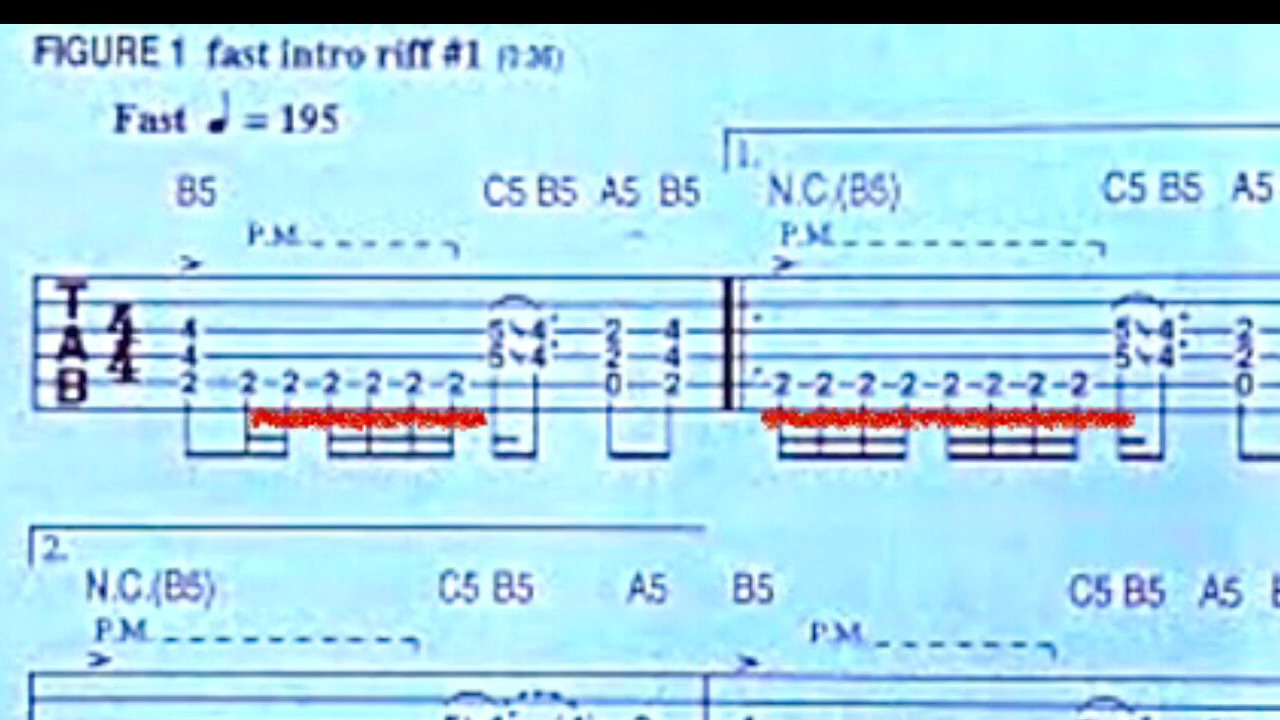 FIGURE 1 fast intro riff #1
Fast ♩ = 195
1.
B5 C5 B5 A5 B5 N.C.(B5) C5 B5 A5
P.M. P.M.
> >
T
A
B
4
4
5 4 2 4 5 4 2
4 4
4 5 4 2 4 5 4 2
2 2 2 2 2 2 2 0 2 2 2 2 2 2 2 2 2 0
2.
N.C.(B5) C5 B5 A5 B5 C5 B5 A5
P.M. P.M.
> >